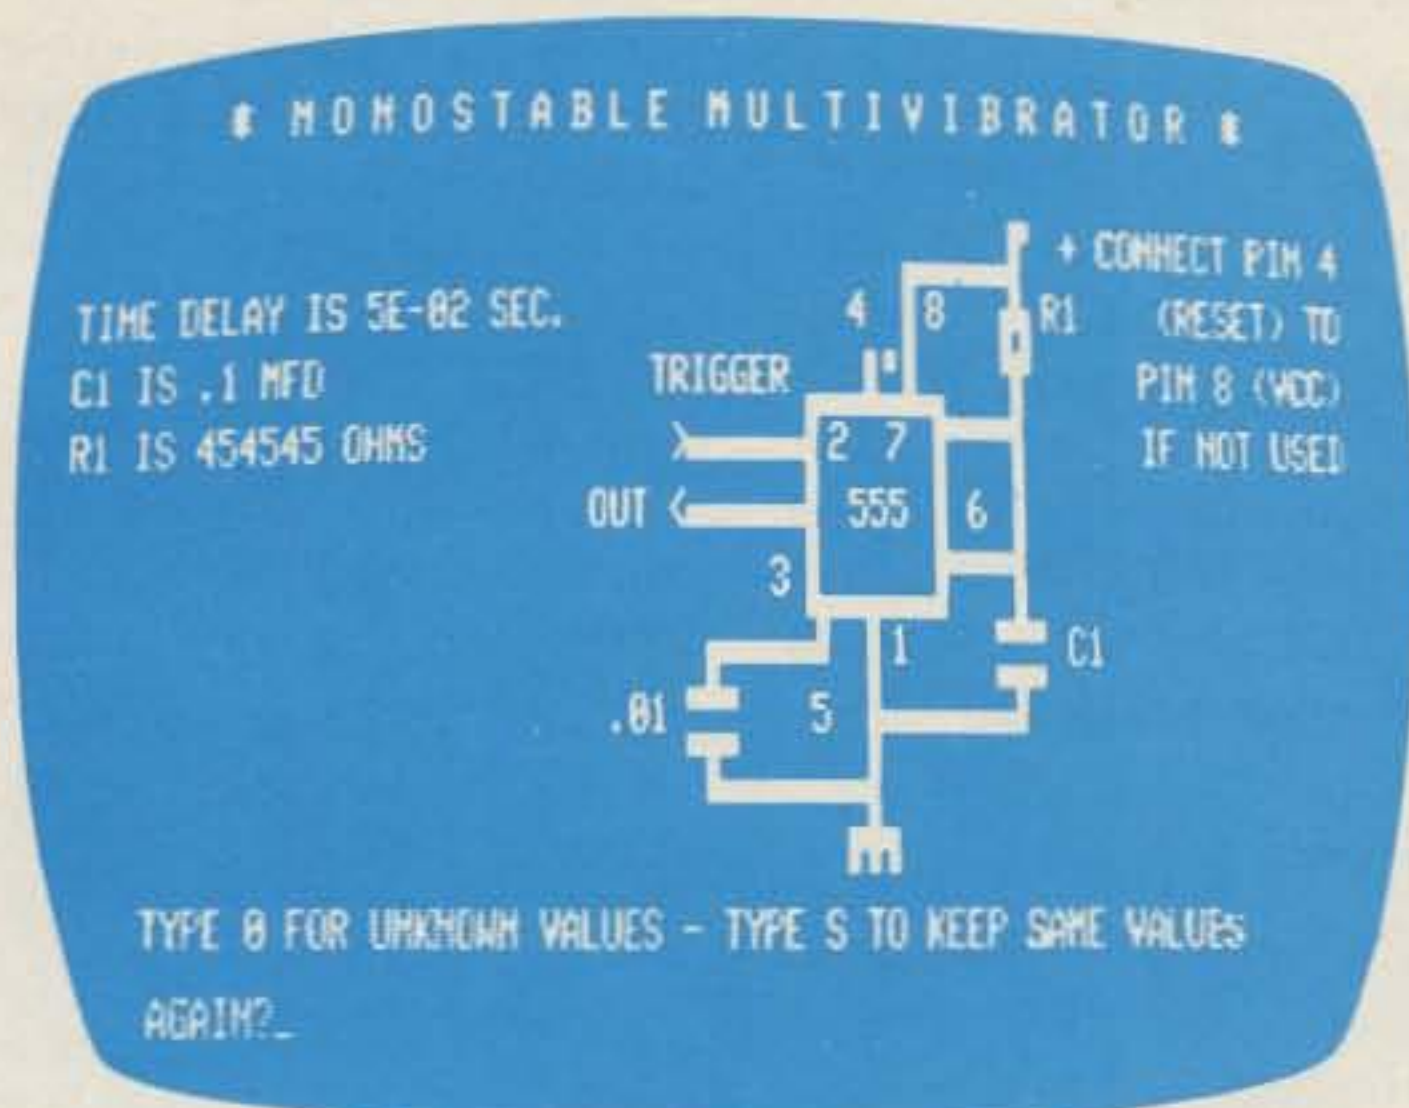 * MONOSTABLE MULTIVIBRATOR *
TIME DELAY IS 5E-02 SEC.
C1 IS .1 MFD
R1 IS 454545 OHMS
+ CONNECT PIN 4
(RESET) TO
PIN 8 (VCC)
IF NOT USED
4
8
R1
TRIGGER
>
2 7
OUT <
555
6
3
1
C1
.01
5
TYPE 0 FOR UNKNOWN VALUES - TYPE S TO KEEP SAME VALUES
AGAIN?_